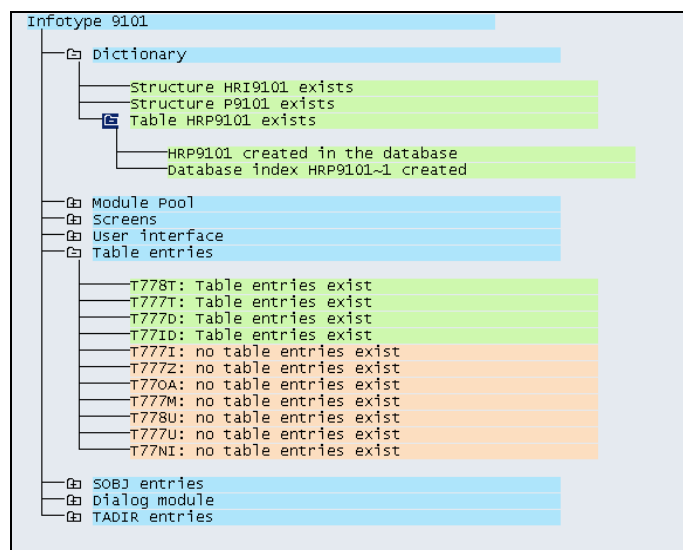 Infotype 9101
Dictionary
Structure HRI9101 exists
Structure P9101 exists
Table HRP9101 exists
HRP9101 created in the database
Database index HRP9101~1 created
Module Pool
Screens
User interface
Table entries
T778T: Table entries exist
T777T: Table entries exist
T777D: Table entries exist
T77ID: Table entries exist
T777I: no table entries exist
T777Z: no table entries exist
T77OA: no table entries exist
T777M: no table entries exist
T778U: no table entries exist
T777U: no table entries exist
T77NI: no table entries exist
SOBJ entries
Dialog module
TADIR entries